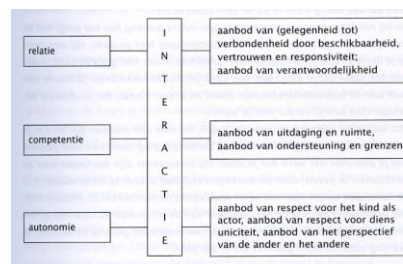 relatie
competentie
autonomie
I
N
T
E
R
A
C
T
I
E
aanbod van (gelegenheid tot)
verbondenheid door beschikbaarheid,
vertrouwen en responsiviteit;
aanbod van verantwoordelijkheid
aanbod van uitdaging en ruimte,
aanbod van ondersteuning en grenzen
aanbod van respect voor het kind als
actor, aanbod van respect voor diens
uniciteit, aanbod van het perspectief
van de ander en het andere